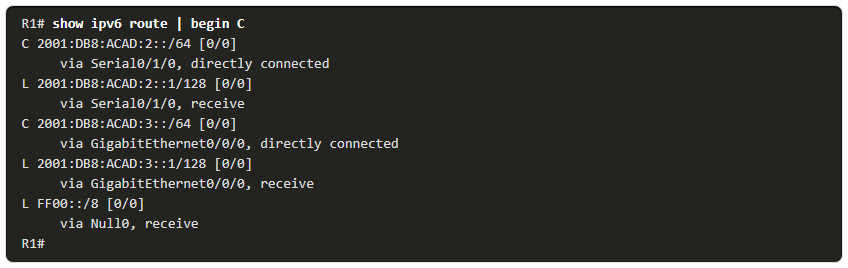 R1# show ipv6 route | begin C
C 2001:DB8:ACAD:2::/64 [0/0]
via Serial0/1/0, directly connected
L 2001:DB8:ACAD:2::1/128 [0/0]
via Serial0/1/0, receive
C 2001:DB8:ACAD:3::/64 [0/0]
via GigabitEthernet0/0/0, directly connected
L 2001:DB8:ACAD:3::1/128 [0/0]
via GigabitEthernet0/0/0, receive
L FF00::/8 [0/0]
via Null0, receive
R1#